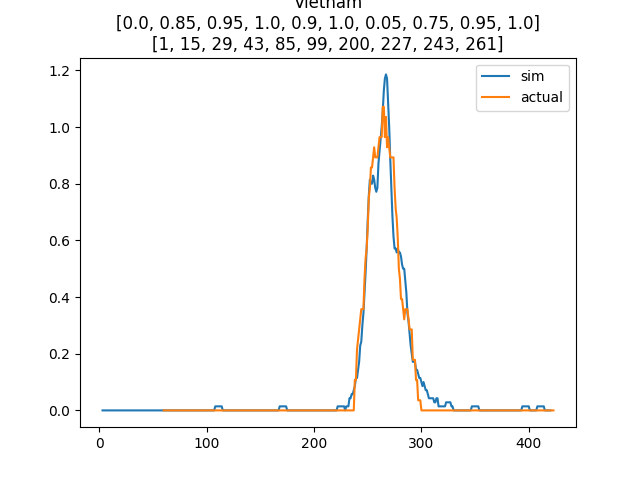 Vietnam
[0.0, 0.85, 0.95, 1.0, 0.9, 1.0, 0.05, 0.75, 0.95, 1.0]
[1, 15, 29, 43, 85, 99, 200, 227, 243, 261]
sim
actual
1.2
1.0
0.8
0.6
0.4
0.2
0.0
0 100 200 300 400